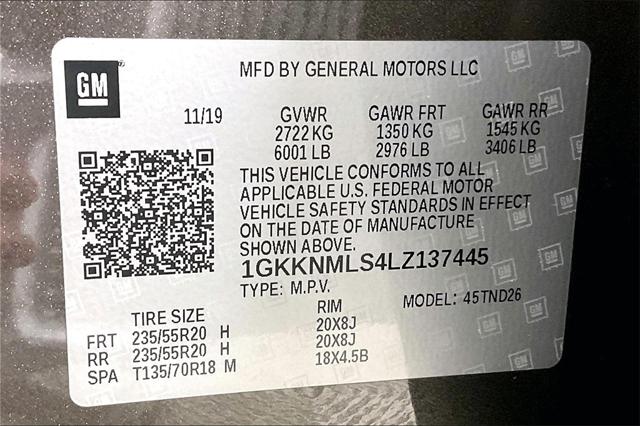 GM
MFD BY GENERAL MOTORS LLC
11/19 GVWR GAWR FRT GAWR RR
2722 KG 1350 KG 1545 KG
6001 LB 2976 LB 3406 LB
THIS VEHICLE CONFORMS TO ALL
APPLICABLE U.S. FEDERAL MOTOR
VEHICLE SAFETY STANDARDS IN EFFECT
ON THE DATE OF MANUFACTURE
SHOWN ABOVE.
1GKKNMLS4LZ137445
TYPE: M.P.V. MODEL: 45TND26
TIRE SIZE RIM
FRT 235/55R20 H 20X8J
RR 235/55R20 H 20X8J
SPA T135/70R18 M 18X4.5B